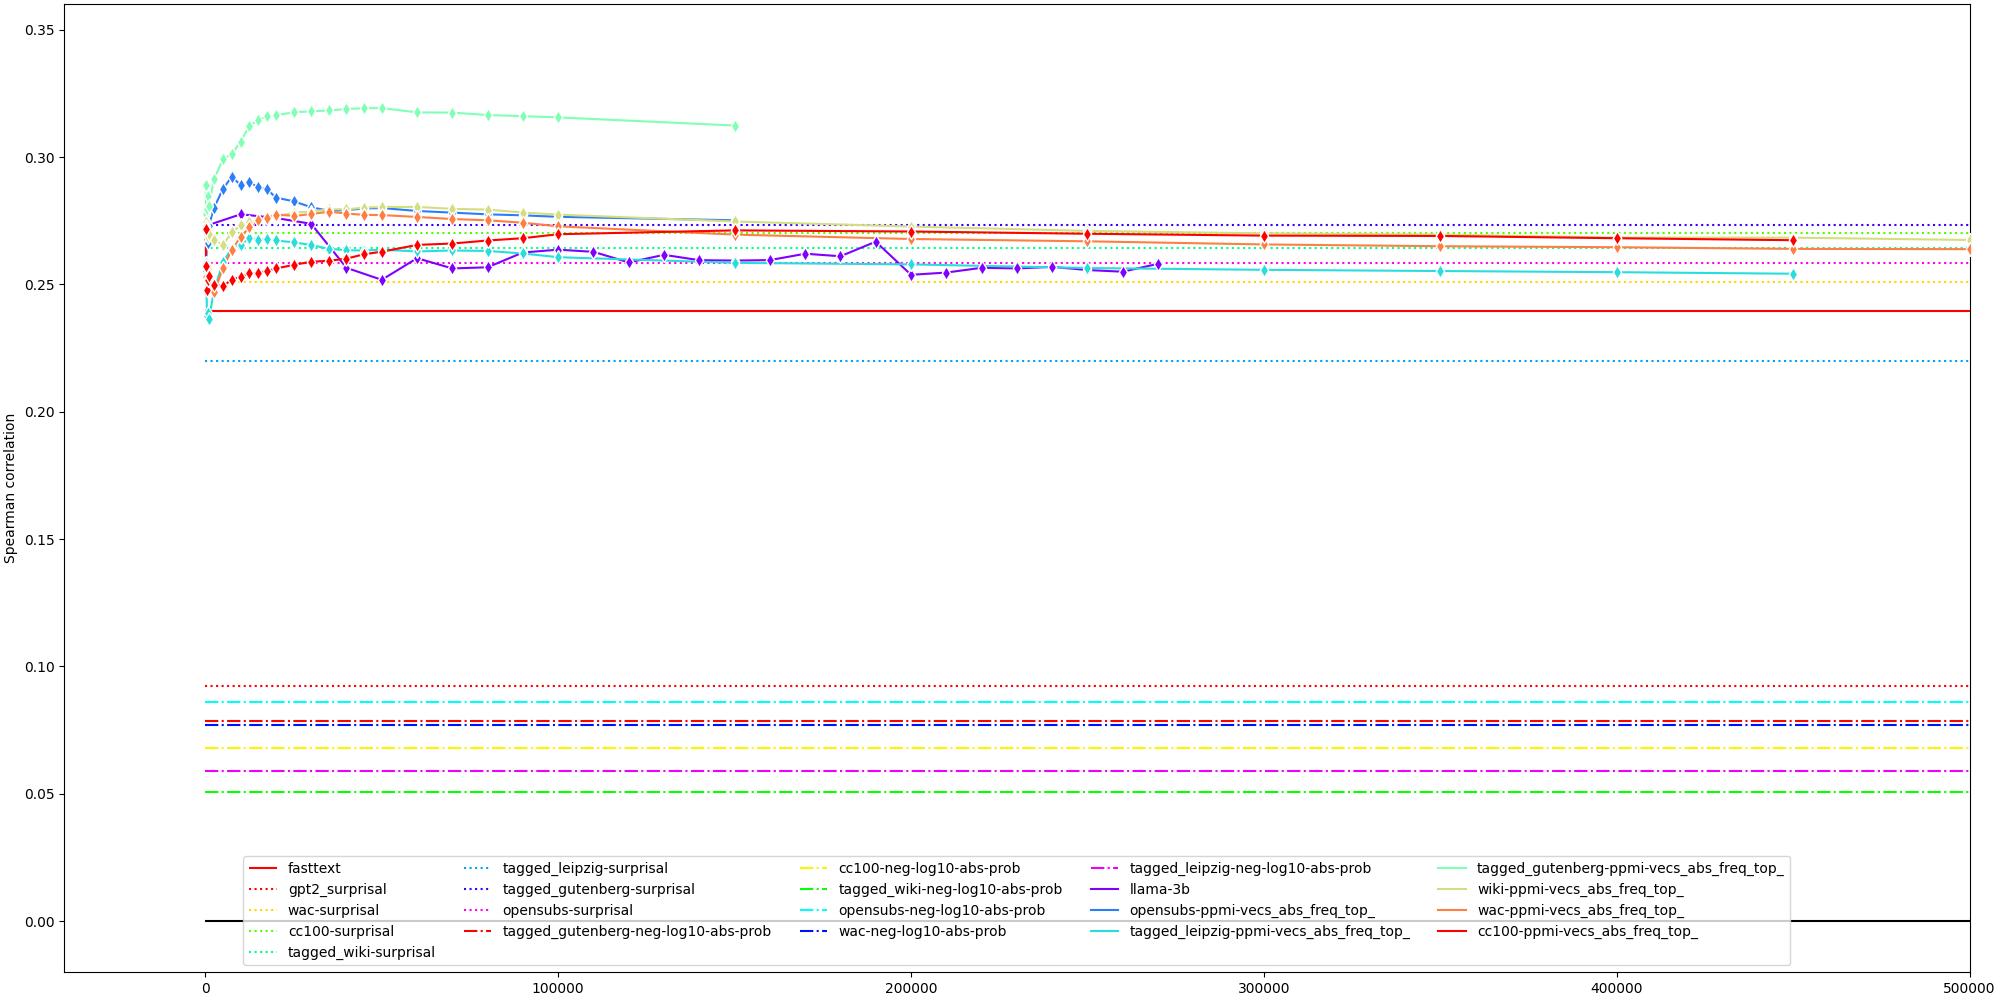 0.35
0.30
0.25
0.20
0.15
0.10
0.05
0.00
Spearman correlation
fasttext
gpt2_surprisal
wac-surprisal
cc100-surprisal
tagged_wiki-surprisal
tagged_leipzig-surprisal
tagged_gutenberg-surprisal
opensubs-surprisal
tagged_gutenberg-neg-log10-abs-prob
cc100-neg-log10-abs-prob
tagged_wiki-neg-log10-abs-prob
opensubs-neg-log10-abs-prob
wac-neg-log10-abs-prob
tagged_leipzig-neg-log10-abs-prob
llama-3b
opensubs-ppmi-vecs_abs_freq_top_
tagged_leipzig-ppmi-vecs_abs_freq_top_
tagged_gutenberg-ppmi-vecs_abs_freq_top_
wiki-ppmi-vecs_abs_freq_top_
wac-ppmi-vecs_abs_freq_top_
cc100-ppmi-vecs_abs_freq_top_
0
100000
200000
300000
400000
500000